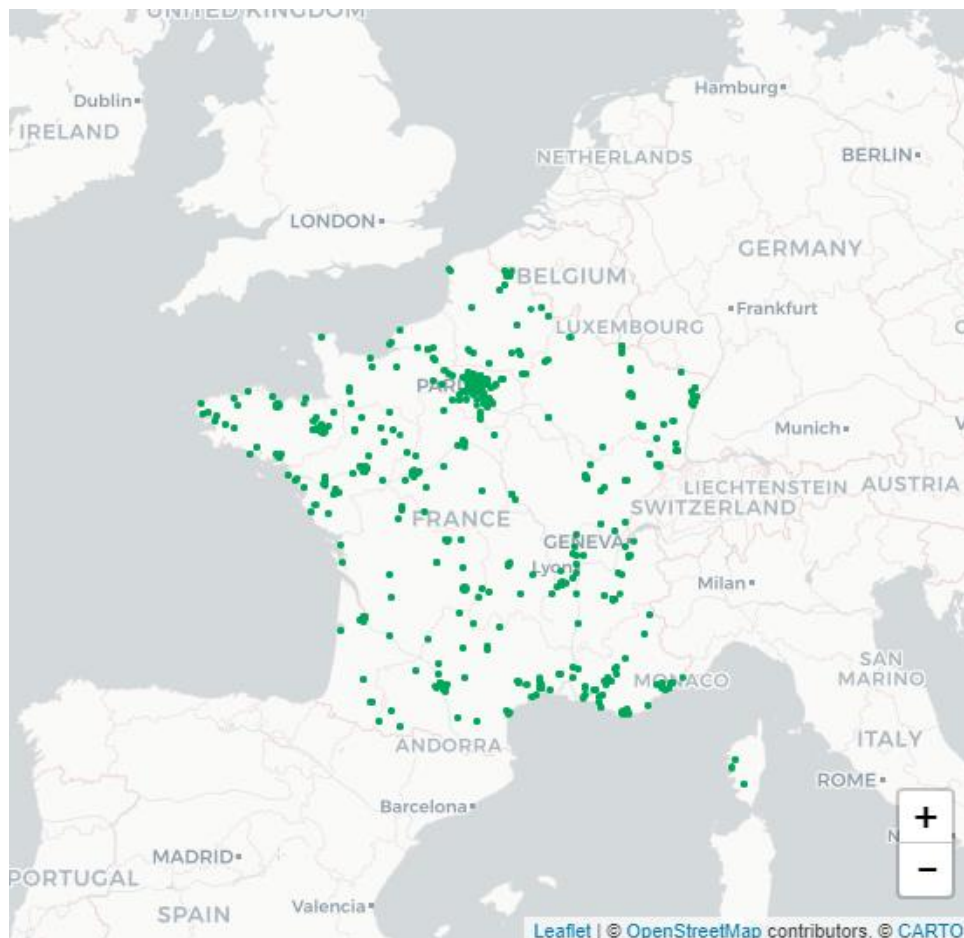 UNITED KINGDOM
Hamburg
Dublin
IRELAND
NETHERLANDS
BERLIN
LONDON
GERMANY
BELGIUM
Frankfurt
LUXEMBOURG
PARI
Munich
LIECHTENSTEIN
AUSTRIA
SWITZERLAND
FRANCE
GENEVA
Lyon
Milan
SAN
MARINO
MONACO
ANDORRA
ITALY
ROME
Barcelona
+
N
MADRID
−
PORTUGAL
SPAIN
Valencia
Leaflet | © OpenStreetMap contributors, © CARTO